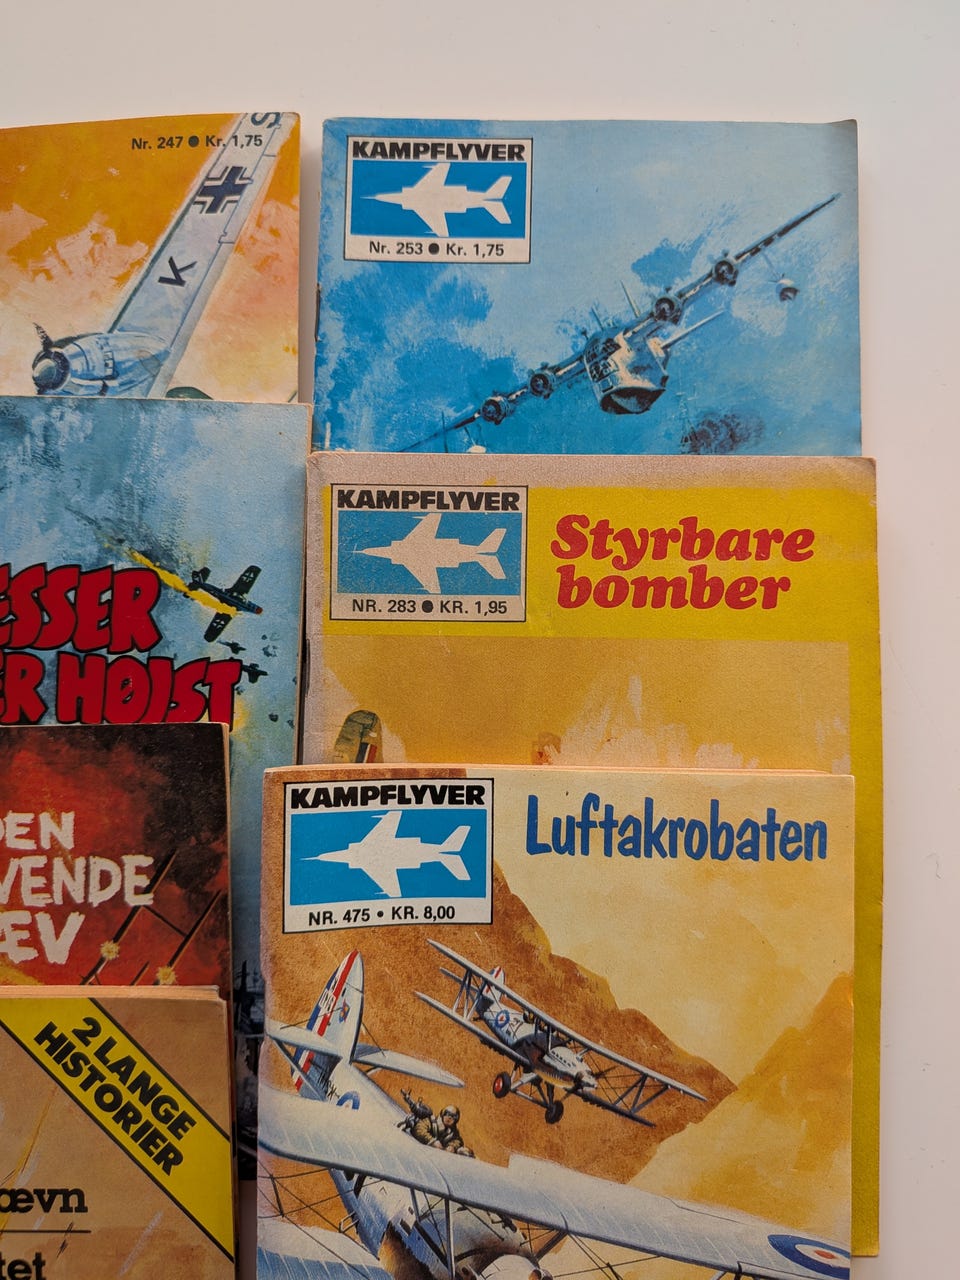 Nr. 247 ● Kr. 1,75
K
KAMPFLYVER
Nr. 253 ● Kr. 1,75
ESSER
ER HØJST
KAMPFLYVER
NR. 283 ● KR. 1,95
Styrbare
bomber
DEN
VENDE
ÆV
KAMPFLYVER
NR. 475 • KR. 8,00
Luftakrobaten
2 LANGE
HISTORIER
ævn
tet